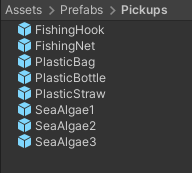 Assets > Prefabs > Pickups
FishingHook
FishingNet
PlasticBag
PlasticBottle
PlasticStraw
SeaAlgae1
SeaAlgae2
SeaAlgae3